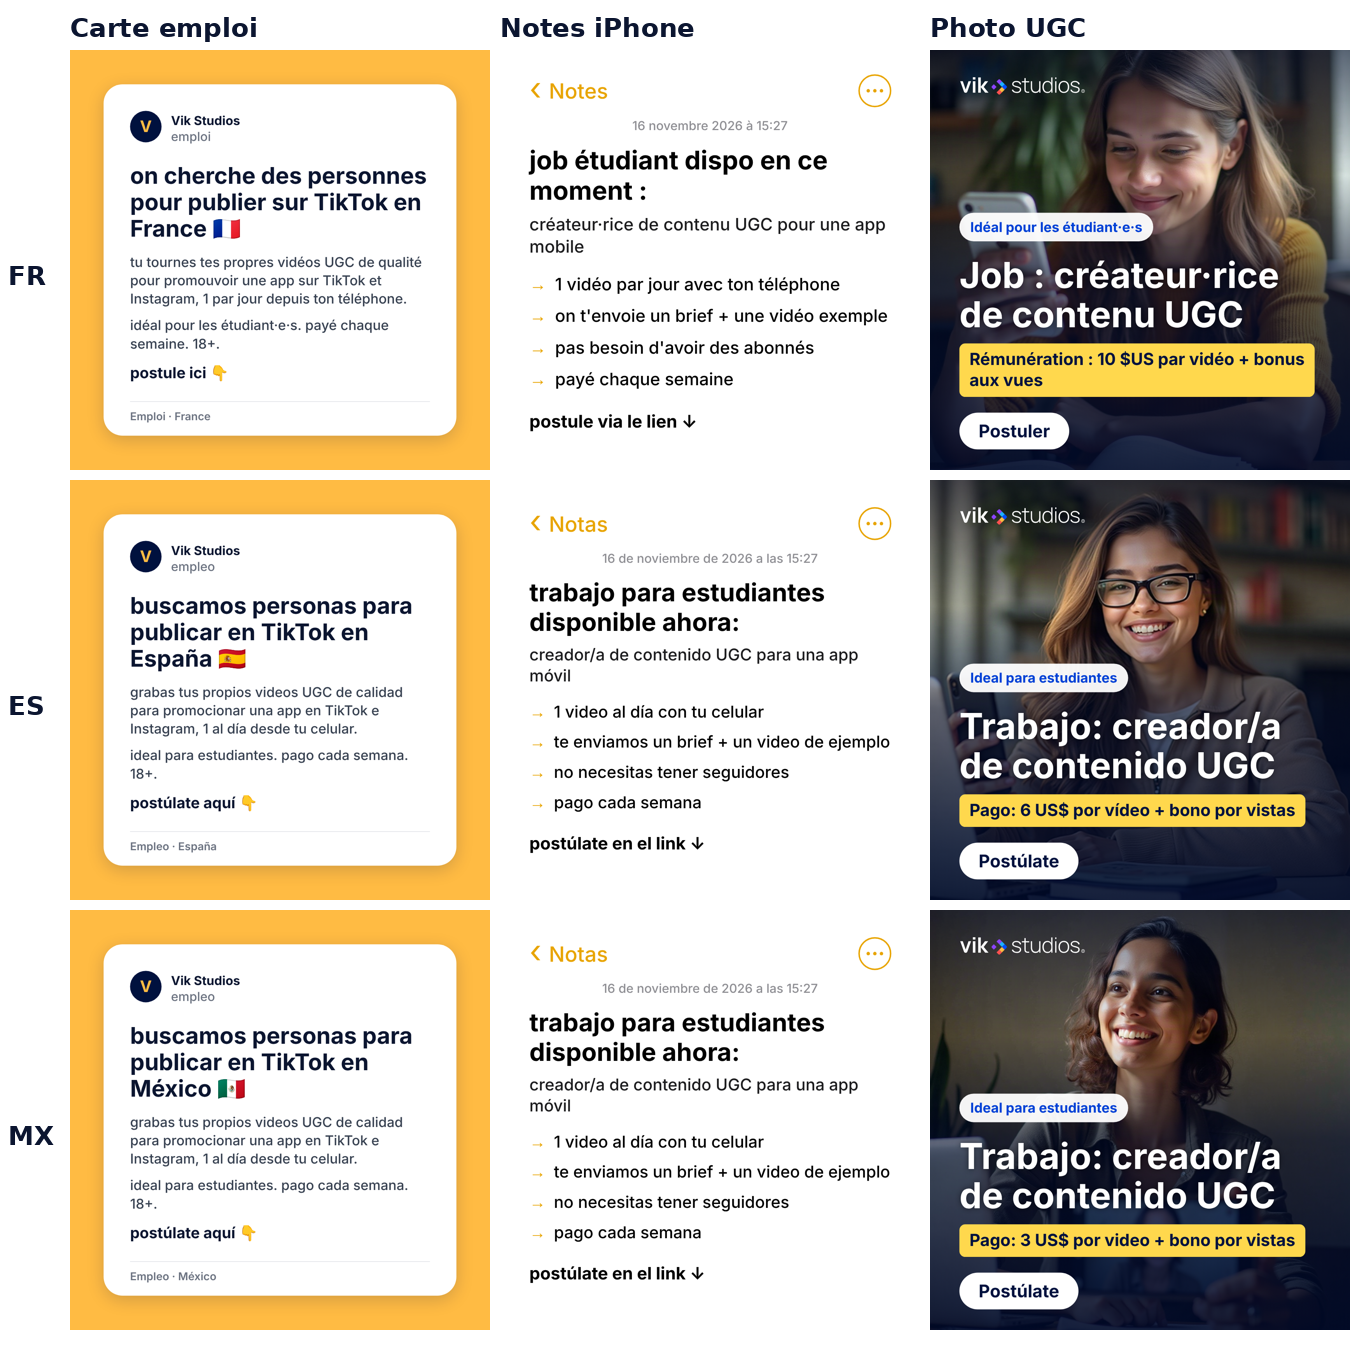 Carte emploi
Notes iPhone
Photo UGC
FR
V
Vik Studios
emploi
on cherche des personnes
pour publier sur TikTok en
France 🇫🇷
tu tournes tes propres vidéos UGC de qualité
pour promouvoir une app sur TikTok et
Instagram, 1 par jour depuis ton téléphone.
idéal pour les étudiant·e·s. payé chaque
semaine. 18+.
postule ici 👇
Emploi · France
‹ Notes
16 novembre 2026 à 15:27
job étudiant dispo en ce
moment :
créateur·rice de contenu UGC pour une app
mobile
→ 1 vidéo par jour avec ton téléphone
→ on t'envoie un brief + une vidéo exemple
→ pas besoin d'avoir des abonnés
→ payé chaque semaine
postule via le lien ↓
vik studios®
Idéal pour les étudiant·e·s
Job : créateur·rice
de contenu UGC
Rémunération : 10 $US par vidéo + bonus
aux vues
Postuler
ES
V
Vik Studios
empleo
buscamos personas para
publicar en TikTok en
España 🇪🇸
grabas tus propios videos UGC de calidad
para promocionar una app en TikTok e
Instagram, 1 al día desde tu celular.
ideal para estudiantes. pago cada semana.
18+.
postúlate aquí 👇
Empleo · España
‹ Notas
16 de noviembre de 2026 a las 15:27
trabajo para estudiantes
disponible ahora:
creador/a de contenido UGC para una app
móvil
→ 1 video al día con tu celular
→ te enviamos un brief + un video de ejemplo
→ no necesitas tener seguidores
→ pago cada semana
postúlate en el link ↓
vik studios®
Ideal para estudiantes
Trabajo: creador/a
de contenido UGC
Pago: 6 US$ por vídeo + bono por vistas
Postúlate
MX
V
Vik Studios
empleo
buscamos personas para
publicar en TikTok en
México 🇲🇽
grabas tus propios videos UGC de calidad
para promocionar una app en TikTok e
Instagram, 1 al día desde tu celular.
ideal para estudiantes. pago cada semana.
18+.
postúlate aquí 👇
Empleo · México
‹ Notas
16 de noviembre de 2026 a las 15:27
trabajo para estudiantes
disponible ahora:
creador/a de contenido UGC para una app
móvil
→ 1 video al día con tu celular
→ te enviamos un brief + un video de ejemplo
→ no necesitas tener seguidores
→ pago cada semana
postúlate en el link ↓
vik studios®
Ideal para estudiantes
Trabajo: creador/a
de contenido UGC
Pago: 3 US$ por video + bono por vistas
Postúlate